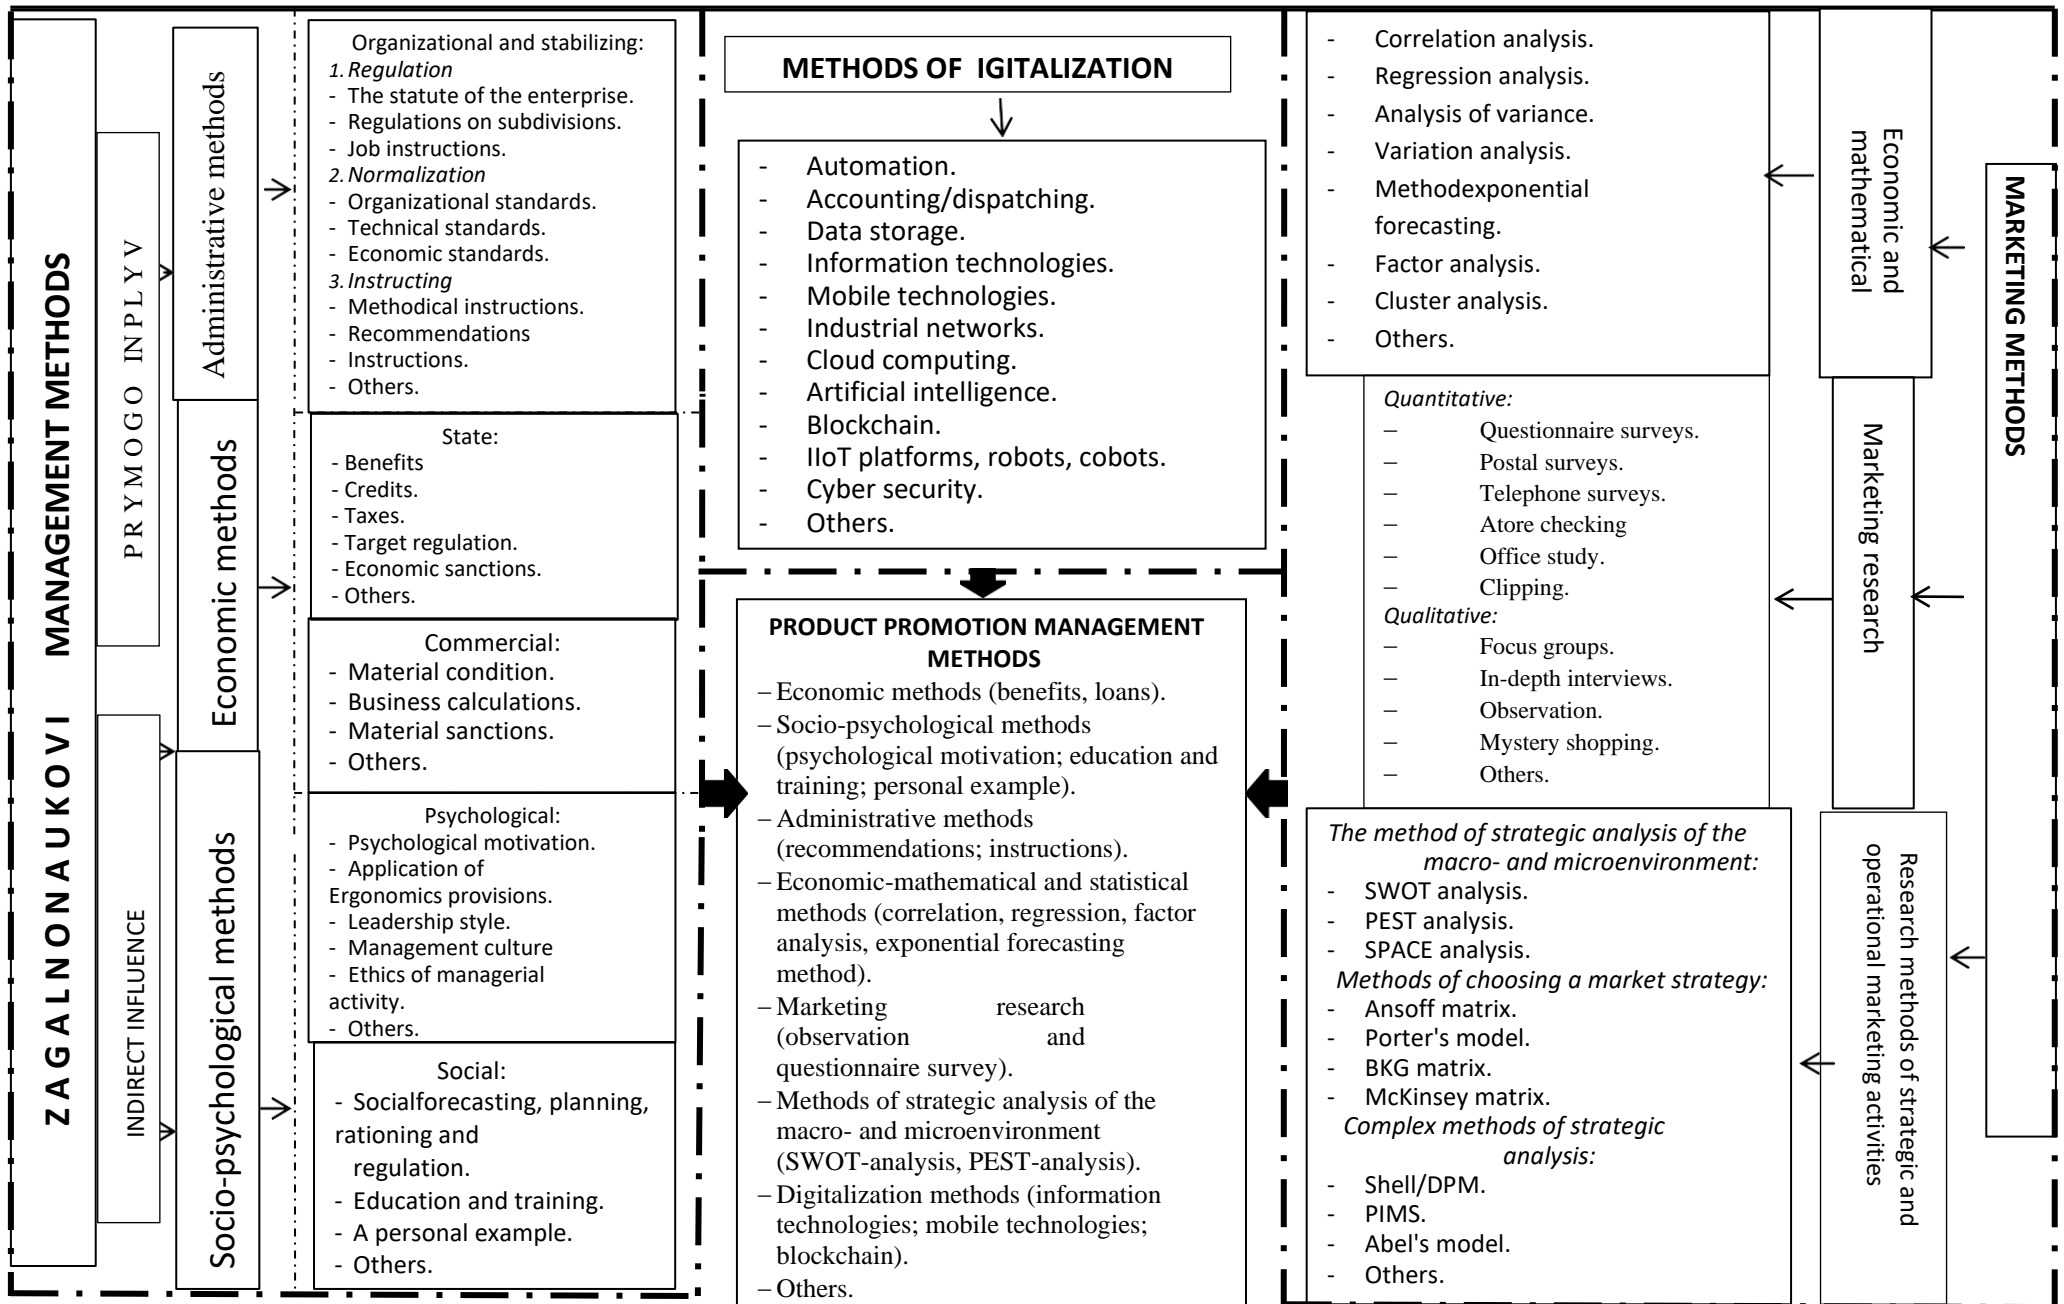 ZAGALNONAUKOVI MANAGEMENT METHODS
PRYMOGO INPLYV
INDIRECT INFLUENCE
Administrative methods
Economic methods
Socio-psychological methods
Organizational and stabilizing:
1. Regulation
- The statute of the enterprise.
- Regulations on subdivisions.
- Job instructions.
2. Normalization
- Organizational standards.
- Technical standards.
- Economic standards.
3. Instructing
- Methodical instructions.
- Recommendations
- Instructions.
- Others.
State:
- Benefits
- Credits.
- Taxes.
- Target regulation.
- Economic sanctions.
- Others.
Commercial:
- Material condition.
- Business calculations.
- Material sanctions.
- Others.
Psychological:
- Psychological motivation.
- Application of
Ergonomics provisions.
- Leadership style.
- Management culture
- Ethics of managerial
activity.
- Others.
Social:
- Socialforecasting, planning,
rationing and
regulation.
- Education and training.
- A personal example.
- Others.
METHODS OF IGITALIZATION
- Automation.
- Accounting/dispatching.
- Data storage.
- Information technologies.
- Mobile technologies.
- Industrial networks.
- Cloud computing.
- Artificial intelligence.
- Blockchain.
- IIoT platforms, robots, cobots.
- Cyber security.
- Others.
PRODUCT PROMOTION MANAGEMENT
METHODS
– Economic methods (benefits, loans).
– Socio-psychological methods
(psychological motivation; education and
training; personal example).
– Administrative methods
(recommendations; instructions).
– Economic-mathematical and statistical
methods (correlation, regression, factor
analysis, exponential forecasting
method).
– Marketing research
(observation and
questionnaire survey).
– Methods of strategic analysis of the
macro- and microenvironment
(SWOT-analysis, PEST-analysis).
– Digitalization methods (information
technologies; mobile technologies;
blockchain).
– Others.
- Correlation analysis.
- Regression analysis.
- Analysis of variance.
- Variation analysis.
- Methodexponential
forecasting.
- Factor analysis.
- Cluster analysis.
- Others.
Quantitative:
– Questionnaire surveys.
– Postal surveys.
– Telephone surveys.
– Atore checking
– Office study.
– Clipping.
Qualitative:
– Focus groups.
– In-depth interviews.
– Observation.
– Mystery shopping.
– Others.
The method of strategic analysis of the
macro- and microenvironment:
- SWOT analysis.
- PEST analysis.
- SPACE analysis.
Methods of choosing a market strategy:
- Ansoff matrix.
- Porter's model.
- BKG matrix.
- McKinsey matrix.
Complex methods of strategic
analysis:
- Shell/DPM.
- PIMS.
- Abel's model.
- Others.
Economic and
mathematical
Marketing research
Research methods of strategic and
operational marketing activities
MARKETING METHODS